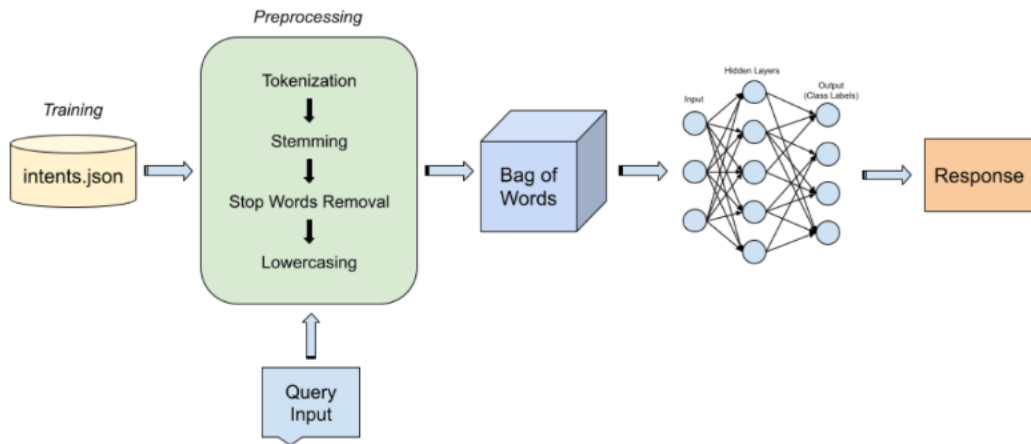 Training
intents.json
Preprocessing
Tokenization
Stemming
Stop Words Removal
Lowercasing
Query
Input
Bag of
Words
Input
Hidden Layers
Output
(Class Labels)
Response